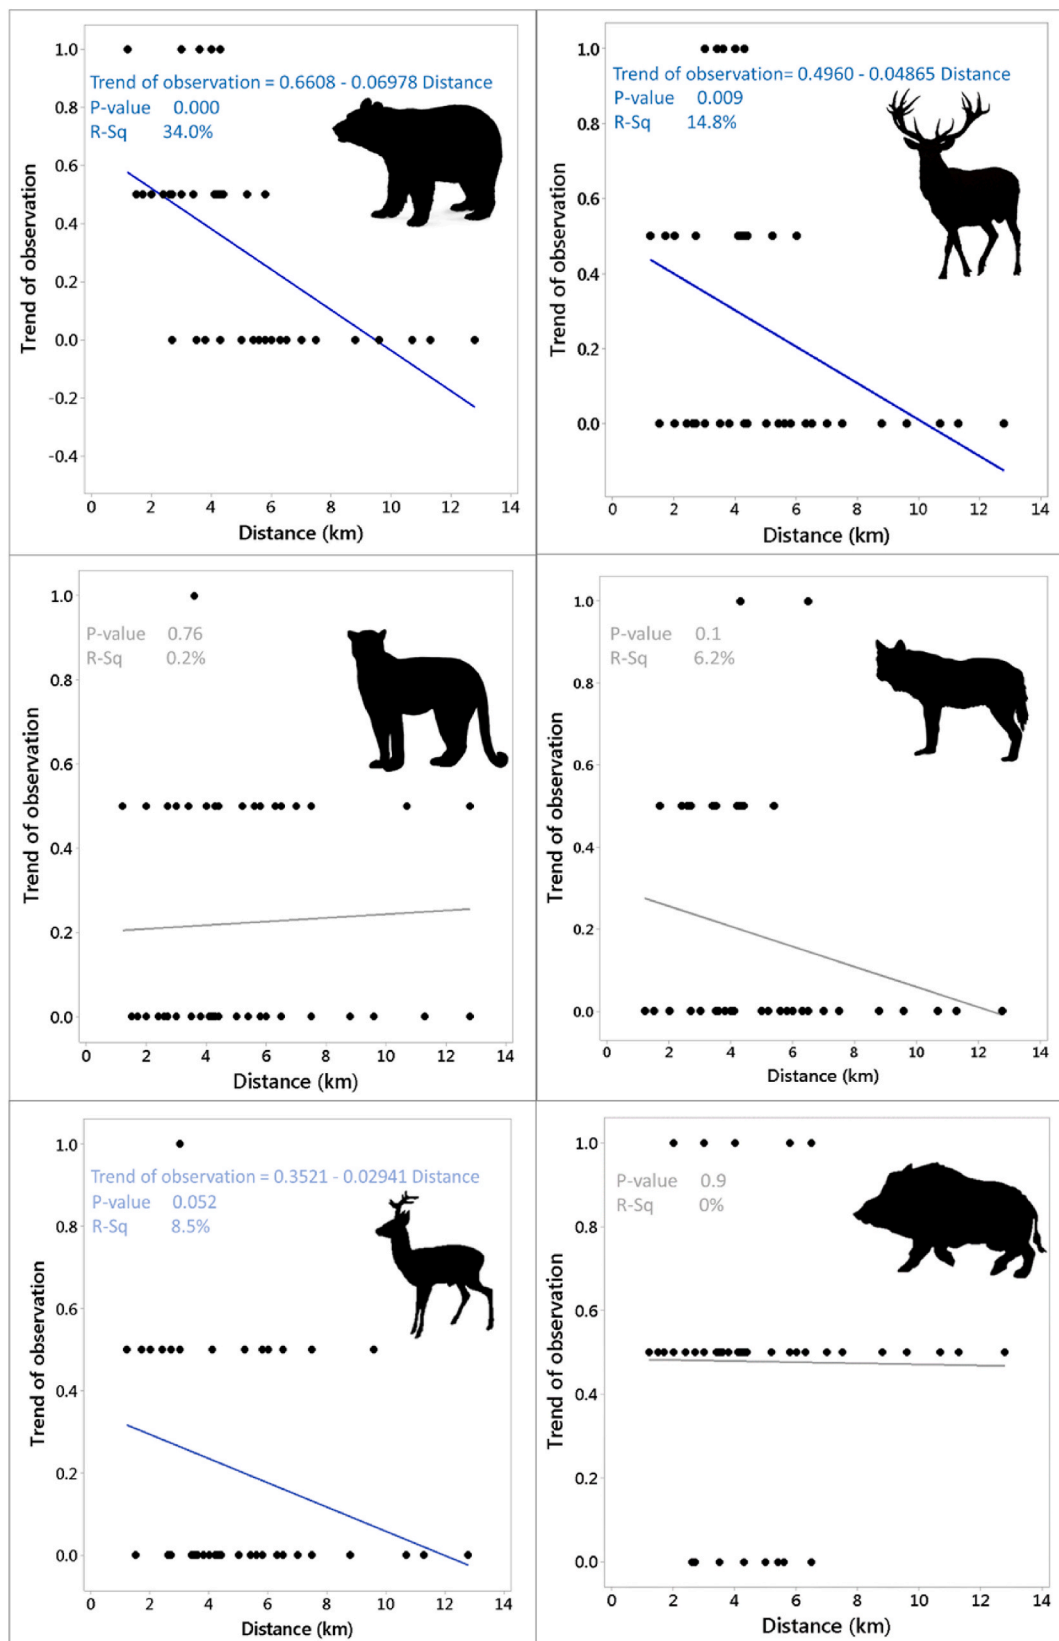 1.0
Trend of observation = 0.6608 - 0.06978 Distance
P-value 0.000
0.8
R-Sq 34.0%
0.6
0.4
0.2
0.0
-0.2
-0.4
Trend of observation
0 2 4 6 8 10 12 14
Distance (km)
1.0
Trend of observation= 0.4960 - 0.04865 Distance
P-value 0.009
0.8
R-Sq 14.8%
0.6
0.4
0.2
0.0
Trend of observation
0 2 4 6 8 10 12 14
Distance (km)
1.0
P-value 0.76
R-Sq 0.2%
0.8
0.6
0.4
0.2
0.0
Trend of observation
0 2 4 6 8 10 12 14
Distance (km)
1.0
P-value 0.1
R-Sq 6.2%
0.8
0.6
0.4
0.2
0.0
Trend of observation
0 2 4 6 8 10 12 14
Distance (km)
1.0
Trend of observation = 0.3521 - 0.02941 Distance
P-value 0.052
R-Sq 8.5%
0.8
0.6
0.4
0.2
0.0
Trend of observation
0 2 4 6 8 10 12 14
Distance (km)
1.0
P-value 0.9
R-Sq 0%
0.8
0.6
0.4
0.2
0.0
Trend of observation
0 2 4 6 8 10 12 14
Distance (km)